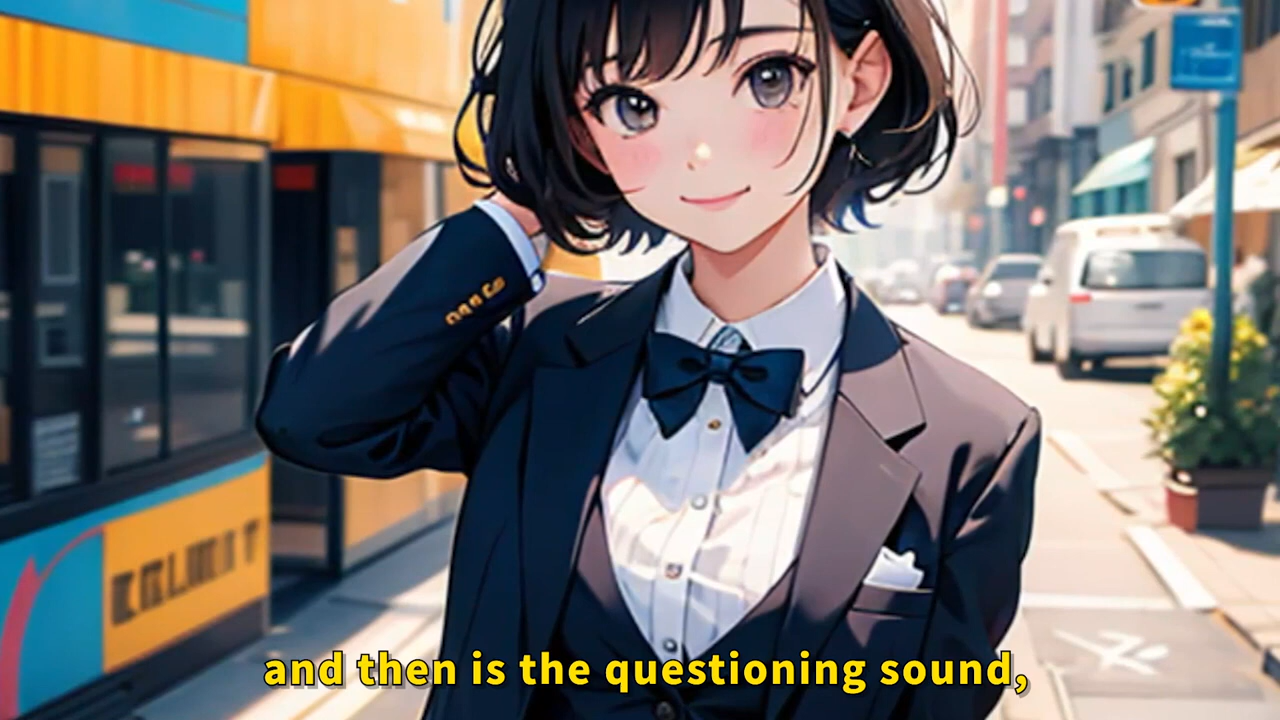 and then is the questioning sound,